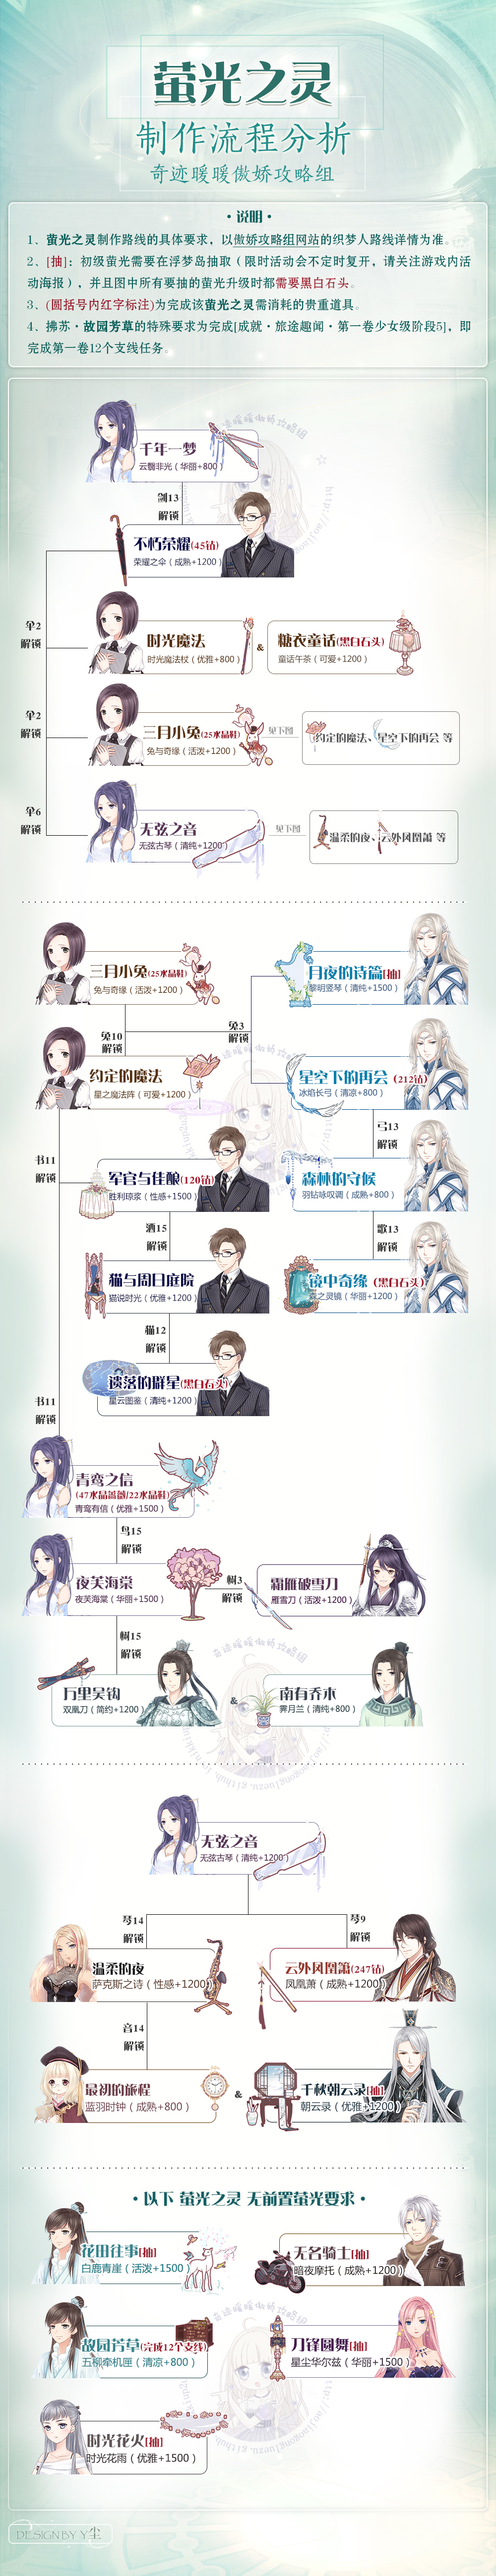 萤光之灵
制作流程分析
奇迹暖暖傲娇攻略组
·说明·
1、萤光之灵制作路线的具体要求，以傲娇攻略组网站的织梦人路线详情为准。
2、[抽]：初级萤光需要在浮梦岛抽取（限时活动会不定时复开，请关注游戏内活
动海报），并且图中所有要抽的萤光升级时都需要黑白石头。
3、(圆括号内红字标注)为完成该萤光之灵需消耗的贵重道具。
4、拂苏·故园芳草的特殊要求为完成[成就·旅途趣闻·第一卷少女级阶段5]，即
完成第一卷12个支线任务。
千年一梦
云翳非光（华丽+800）
剑13
解锁
不朽荣耀(45钻)
荣耀之伞（成熟+1200）
伞2
解锁
时光魔法
时光魔法杖（优雅+800）
&
糖衣童话(黑白石头)
童话午茶（可爱+1200）
伞2
解锁
三月小兔(25水晶鞋)
兔与奇缘（活泼+1200）
见下图
约定的魔法、星空下的再会 等
伞6
解锁
无弦之音
无弦古琴（清纯+1200）
见下图
温柔的夜、云外凤凰箫 等
三月小兔(25水晶鞋)
兔与奇缘（活泼+1200）
月夜的诗篇[抽]
黎明竖琴（清纯+1500）
兔10
解锁
兔3
解锁
约定的魔法
星之魔法阵（可爱+1200）
星空下的再会（212钻）
冰焰长弓（清凉+800）
弓13
解锁
书11
解锁
军官与佳酿(120钻)
胜利琼浆（性感+1500）
森林的守候
羽钻咏叹调（成熟+800）
酒15
解锁
歌13
解锁
猫与周日庭院
猫说时光（优雅+1200）
镜中奇缘（黑白石头）
森之灵镜（华丽+1200）
猫12
解锁
遗落的群星(黑白石头)
星云图鉴（清纯+1200）
书11
解锁
青鸾之信
(47水晶蔷薇/22水晶鞋)
青鸾有信（优雅+1500）
鸟15
解锁
夜芙海棠
夜芙海棠（华丽+1500）
树3
解锁
霜雁破雪刀
雁雪刀（活泼+1200）
树15
解锁
万里吴钩
双凰刀（简约+1200）
&
南有乔木
霁月兰（清纯+800）
无弦之音
无弦古琴（清纯+1200）
琴14
解锁
琴9
解锁
温柔的夜
萨克斯之诗（性感+1200）
云外凤凰箫(247钻)
凤凰箫（成熟+1200）
音14
解锁
最初的旅程
蓝羽时钟（成熟+800）
&
千秋朝云录[抽]
朝云录（优雅+1200）
·以下 萤光之灵 无前置萤光要求·
花田往事[抽]
白鹿青崖（活泼+1500）
无名骑士[抽]
暗夜摩托（成熟+1200）
故园芳草(完成12个支线)
五柳牵机匣（清凉+800）
刀锋圆舞[抽]
星尘华尔兹（华丽+1500）
时光花火[抽]
时光花雨（优雅+1500）
DESIGN BY Y尘